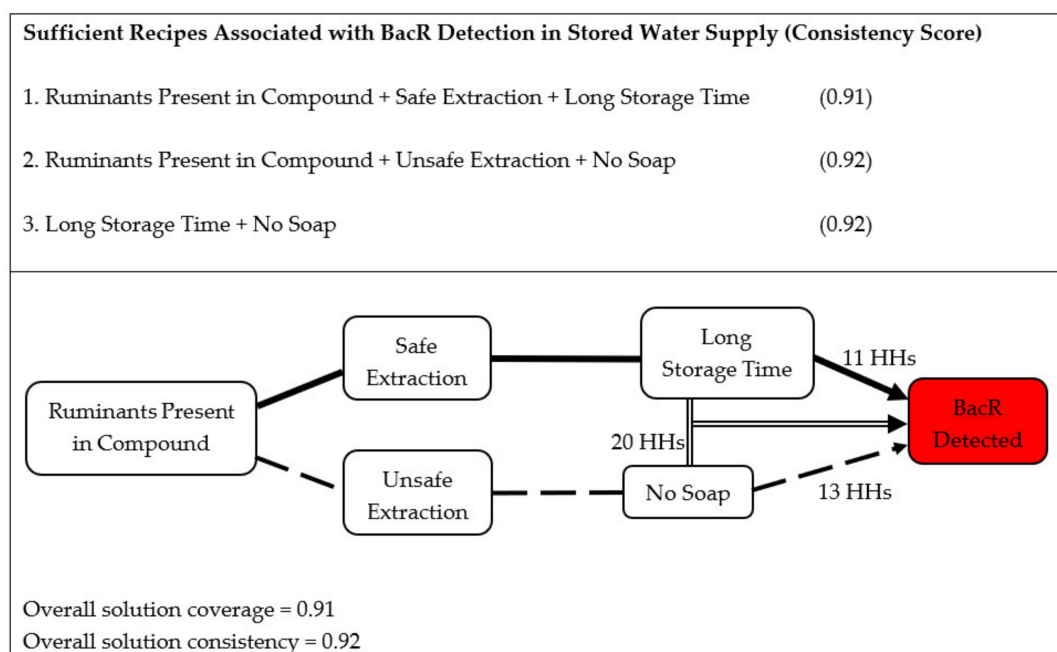 Sufficient Recipes Associated with BacR Detection in Stored Water Supply (Consistency Score)
1. Ruminants Present in Compound + Safe Extraction + Long Storage Time (0.91)
2. Ruminants Present in Compound + Unsafe Extraction + No Soap (0.92)
3. Long Storage Time + No Soap (0.92)
Ruminants Present
in Compound
Safe
Extraction
Long
Storage Time
11 HHs
BacR
Detected
20 HHs
Unsafe
Extraction
No Soap
13 HHs
Overall solution coverage = 0.91
Overall solution consistency = 0.92